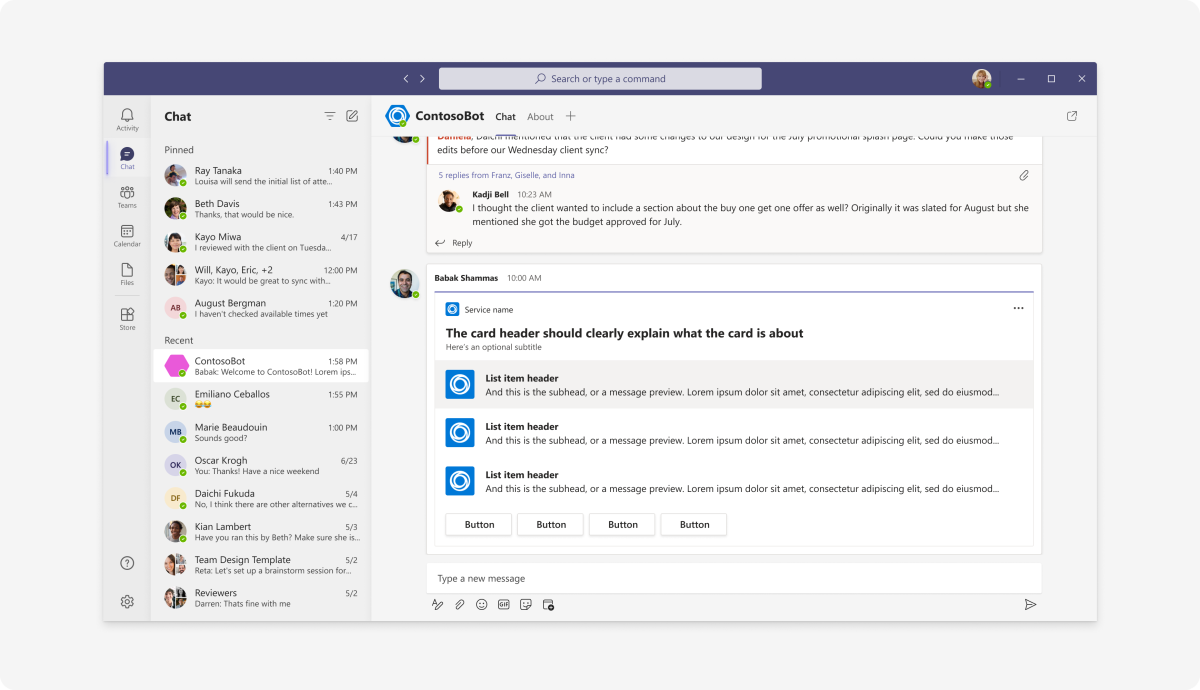 Search or type a command
Activity
Chat
Teams
Calendar
Files
Store
Chat
Pinned
Ray Tanaka 1:40 PM
Louisa will send the initial list of atte...
Beth Davis 1:43 PM
Thanks, that would be nice.
Kayo Miwa 4/17
I reviewed with the client on Tuesda...
Will, Kayo, Eric, +2 12:00 PM
Kayo: It would be great to sync with...
AB August Bergman 1:20 PM
I haven't checked available times yet
Recent
ContosoBot 1:58 PM
Babak: Welcome to ContosoBot! Lorem ips...
EC Emiliano Ceballos 1:55 PM
😂😂
MB Marie Beaudouin 1:00 PM
Sounds good?
OK Oscar Krogh 6/23
You: Thanks! Have a nice weekend
DF Daichi Fukuda 5/4
No, I think there are other alternatives we c...
Kian Lambert 5/3
Have you ran this by Beth? Make sure she is...
Team Design Template 5/2
Reta: Let's set up a brainstorm session for...
Reviewers 5/2
Darren: Thats fine with me
ContosoBot Chat About
Daniela, Daichi mentioned that the client had some changes to our design for the July promotional splash page. Could you make those
edits before our Wednesday client sync?
5 replies from Franz, Giselle, and Inna
Kadji Bell 10:23 AM
I thought the client wanted to include a section about the buy one get one offer as well? Originally it was slated for August but she
mentioned she got the budget approved for July.
Reply
Babak Shammas 10:00 AM
Service name
The card header should clearly explain what the card is about
Here's an optional subtitle
List item header
And this is the subhead, or a message preview. Lorem ipsum dolor sit amet, consectetur adipiscing elit, sed do eiusmod...
List item header
And this is the subhead, or a message preview. Lorem ipsum dolor sit amet, consectetur adipiscing elit, sed do eiusmod...
List item header
And this is the subhead, or a message preview. Lorem ipsum dolor sit amet, consectetur adipiscing elit, sed do eiusmod...
Button Button Button Button
Type a new message
GIF